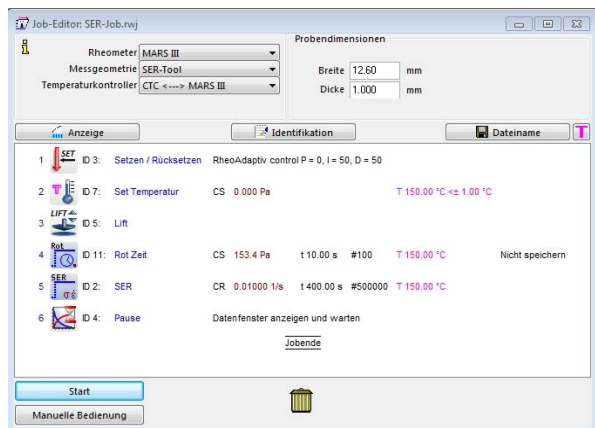 Job-Editor: SER-Job.rwj
Probendimensionen
Rheometer MARS III
Messgeometrie SER-Tool
Temperaturkontroller CTC <---> MARS III
Breite 12.60 mm
Dicke 1.000 mm
Anzeige Identifikation Dateiname T
1 SET ID 3: Setzen / Rücksetzen RheoAdaptiv control P = 0, I = 50, D = 50
2 T ID 7: Set Temperatur CS 0.000 Pa T 150.00 °C <± 1.00 °C
3 LIFT ID 5: Lift
4 Rot ID 11: Rot Zeit CS 153.4 Pa t 10.00 s #100 T 150.00 °C Nicht speichern
5 SER σε̇ ID 2: SER CR 0.01000 1/s t 400.00 s #500000 T 150.00 °C
6 ID 4: Pause Datenfenster anzeigen und warten
Jobende
Start
Manuelle Bedienung